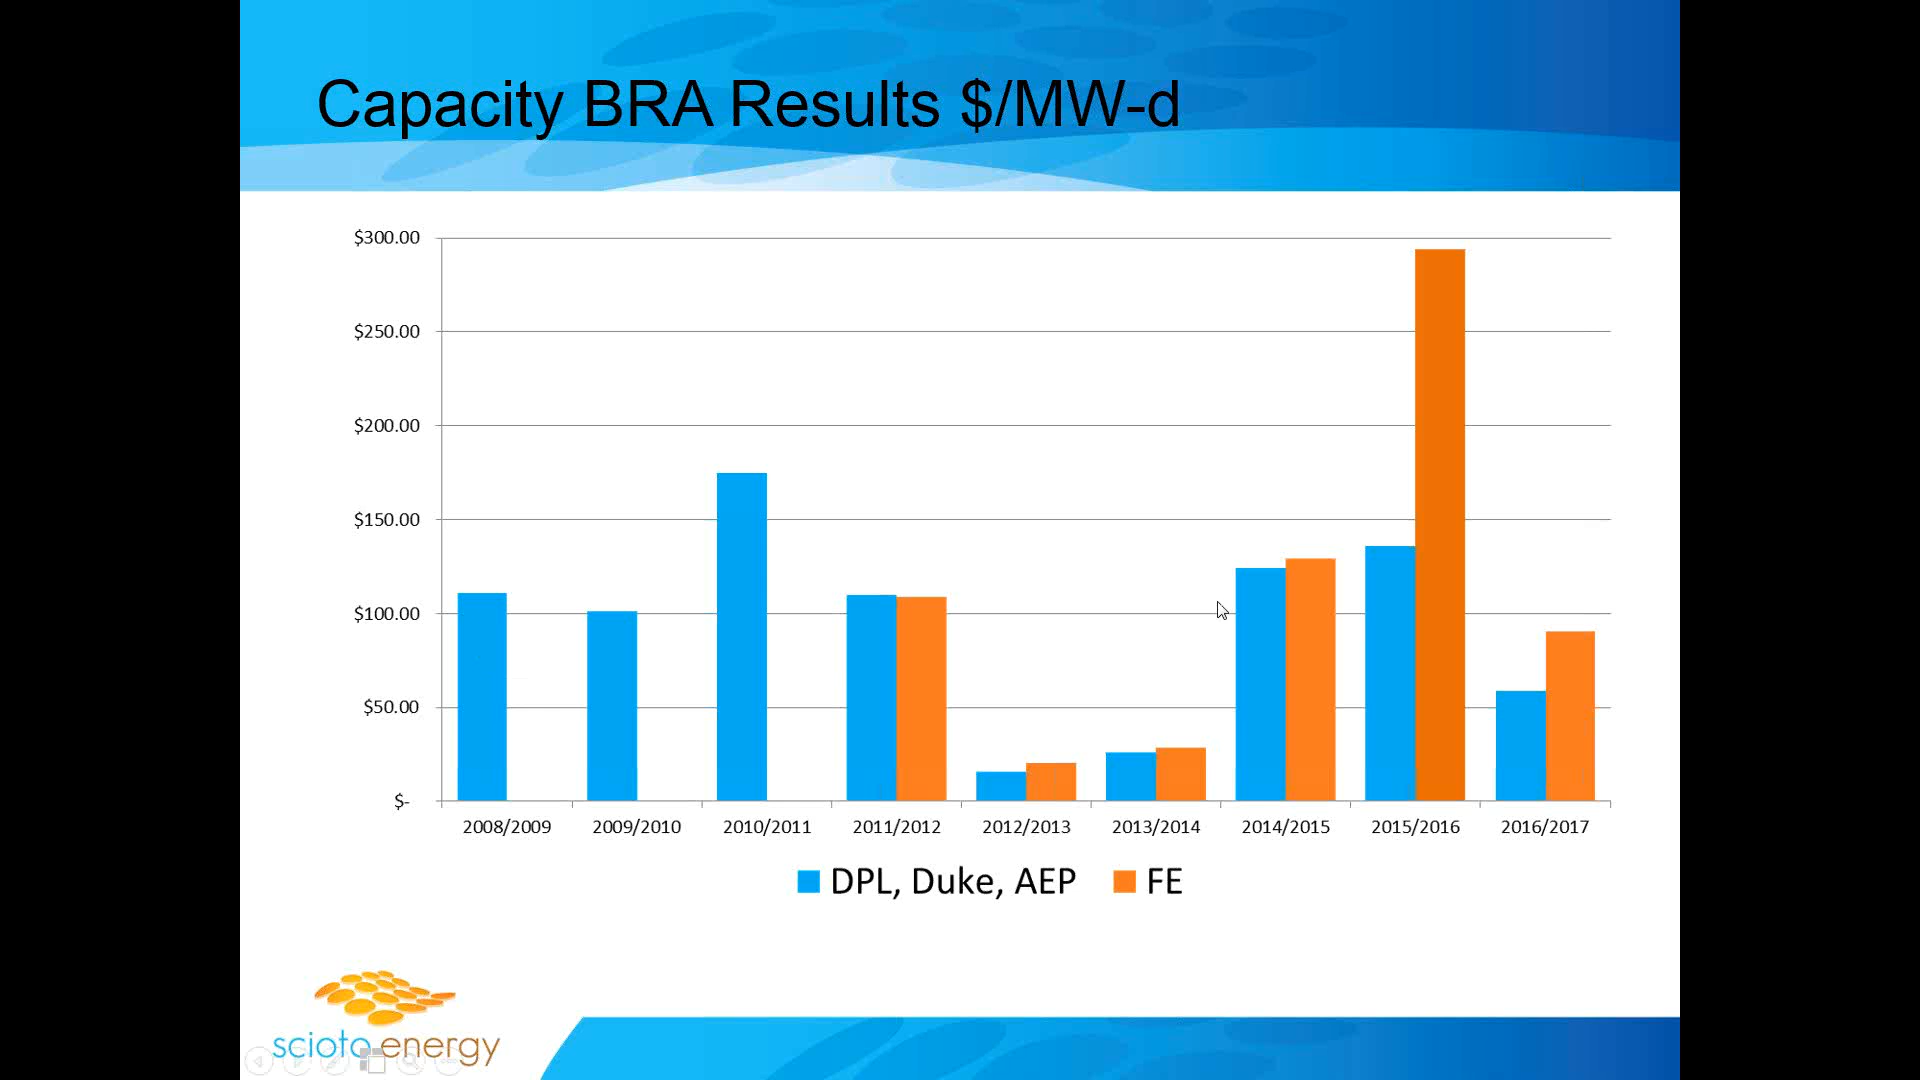 Capacity BRA Results $/MW-d
$300.00
$250.00
$200.00
$150.00
$100.00
$50.00
$-
2008/2009 2009/2010 2010/2011 2011/2012 2012/2013 2013/2014 2014/2015 2015/2016 2016/2017
DPL, Duke, AEP FE
scioto energy